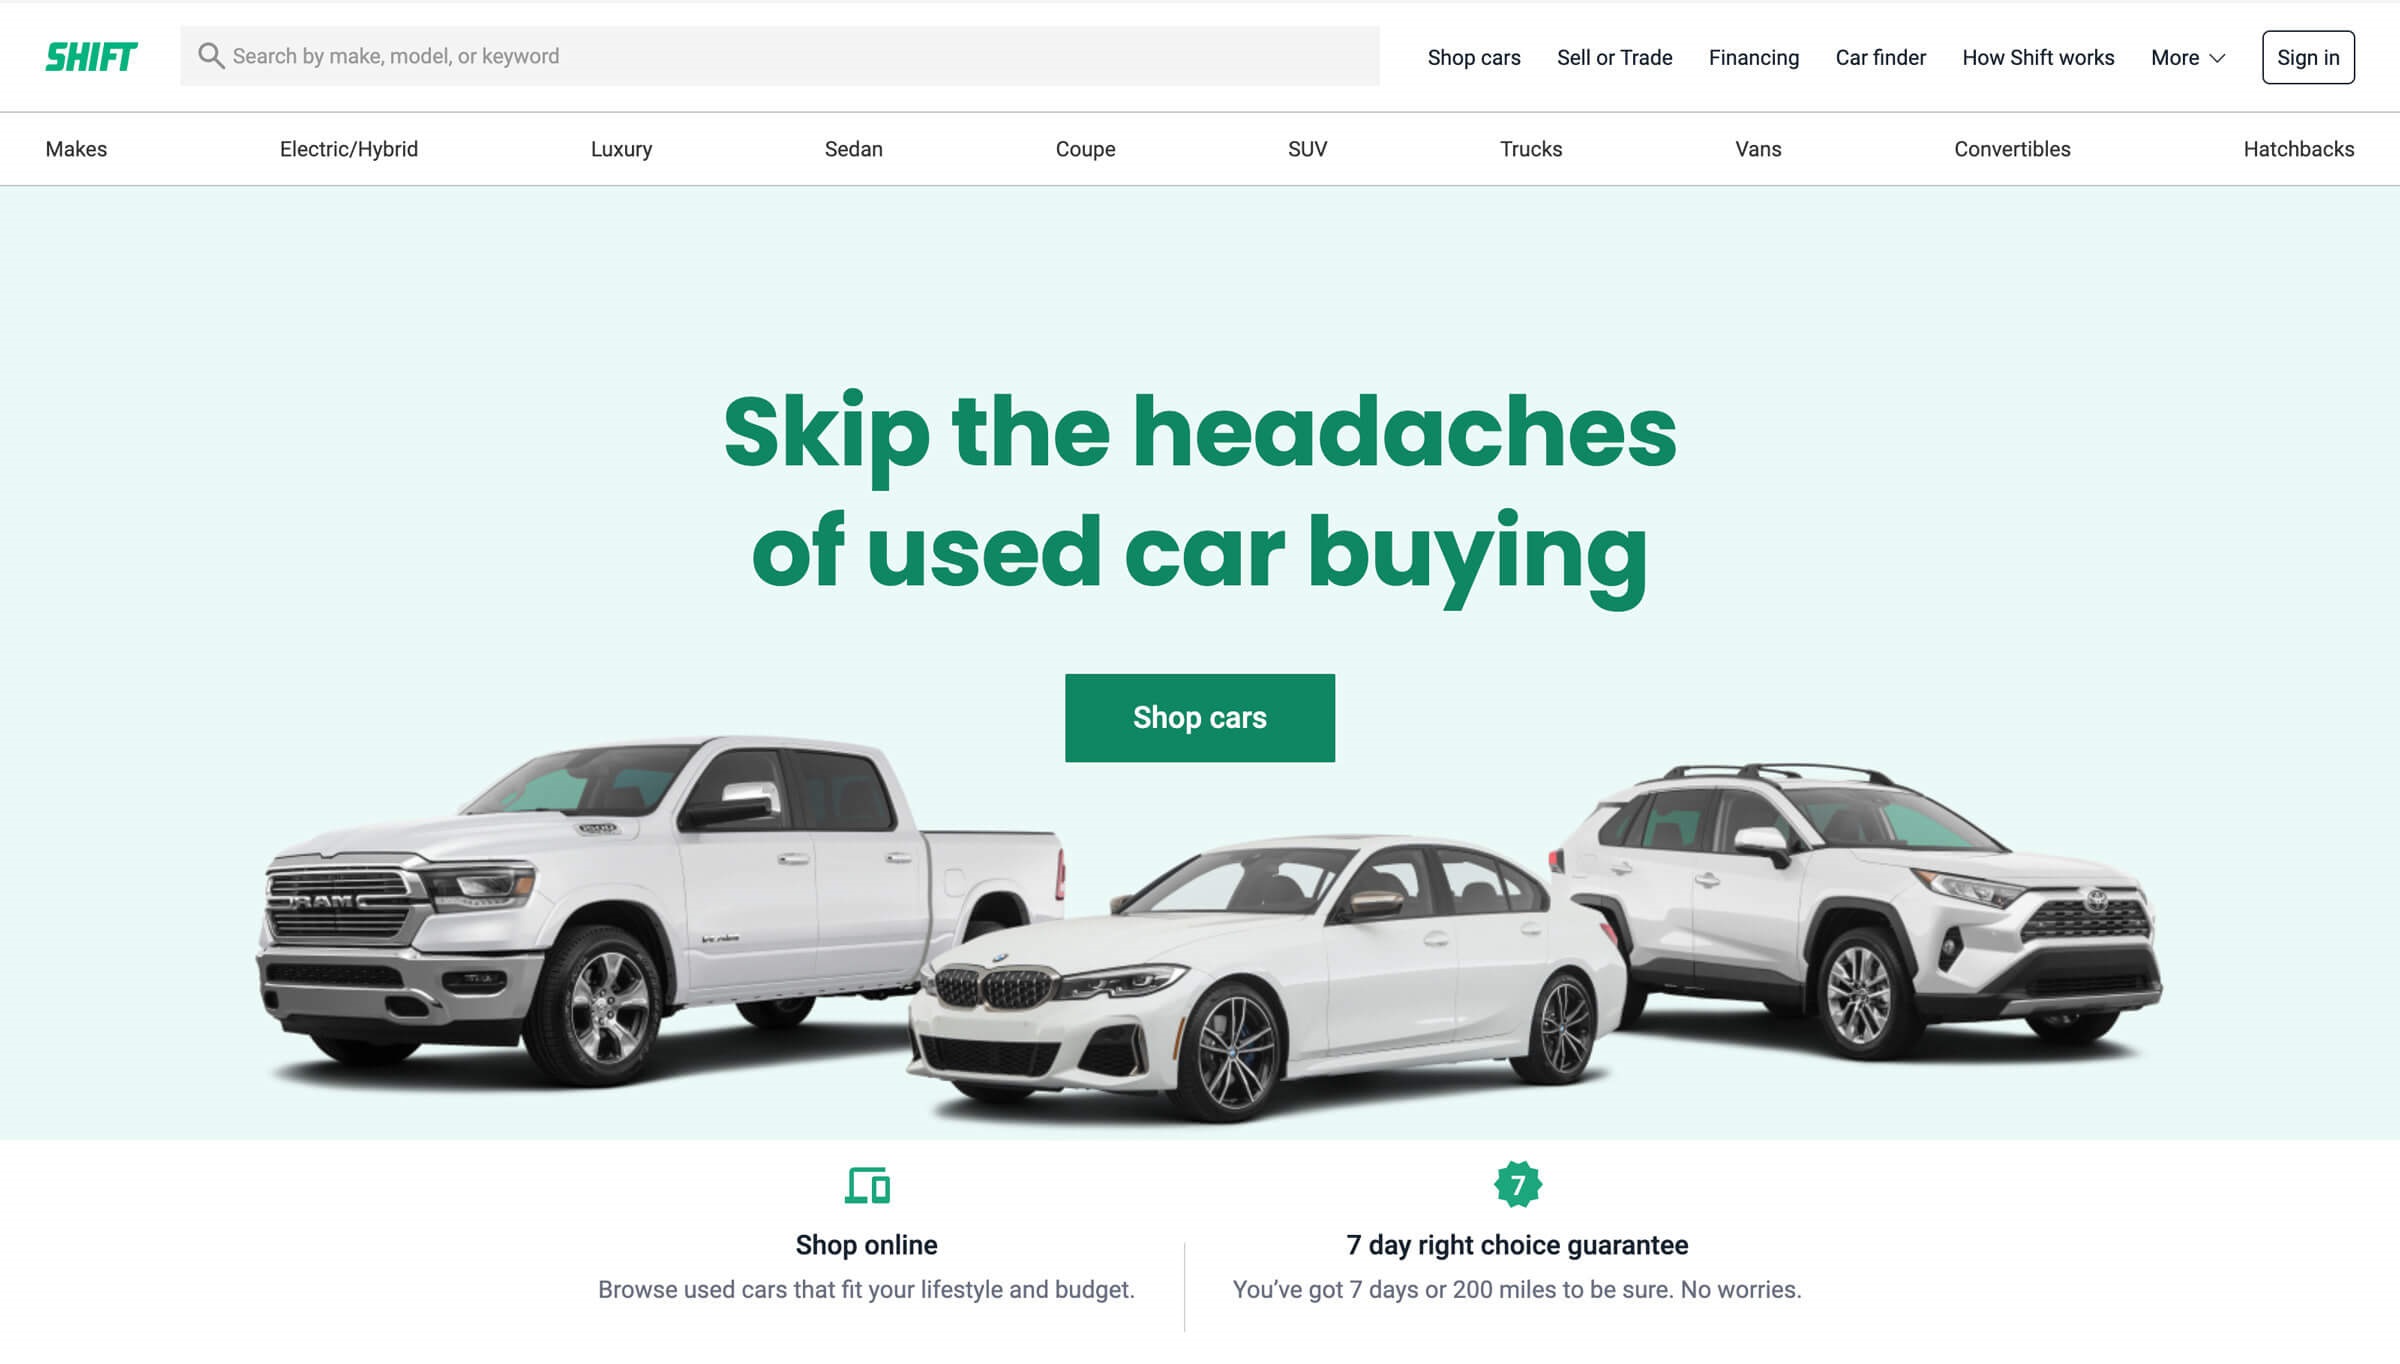 SHIFT
Search by make, model, or keyword
Shop cars
Sell or Trade
Financing
Car finder
How Shift works
More
Sign in
Makes
Electric/Hybrid
Luxury
Sedan
Coupe
SUV
Trucks
Vans
Convertibles
Hatchbacks
Skip the headaches
of used car buying
Shop cars
1500
RAM
7
Shop online
7 day right choice guarantee
Browse used cars that fit your lifestyle and budget.
You’ve got 7 days or 200 miles to be sure. No worries.